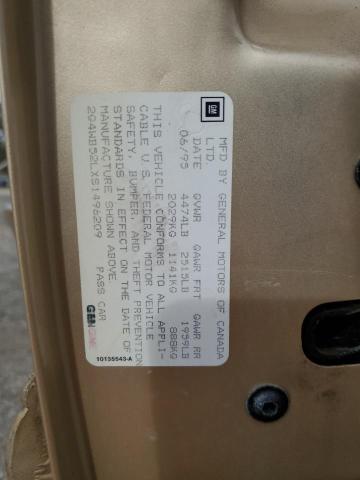 GM
MFD BY GENERAL MOTORS OF CANADA
LTD.
DATE GVWR GAWR FRT GAWR RR
06/95 4474LB 2515LB 1959LB
2029KG 1141KG 888KG
THIS VEHICLE CONFORMS TO ALL APPLI-
CABLE U.S. FEDERAL MOTOR VEHICLE
SAFETY, BUMPER, AND THEFT PREVENTION
STANDARDS IN EFFECT ON THE DATE OF
MANUFACTURE SHOWN ABOVE.
2G4WB52LXS1496209 PASS CAR
10135543-A